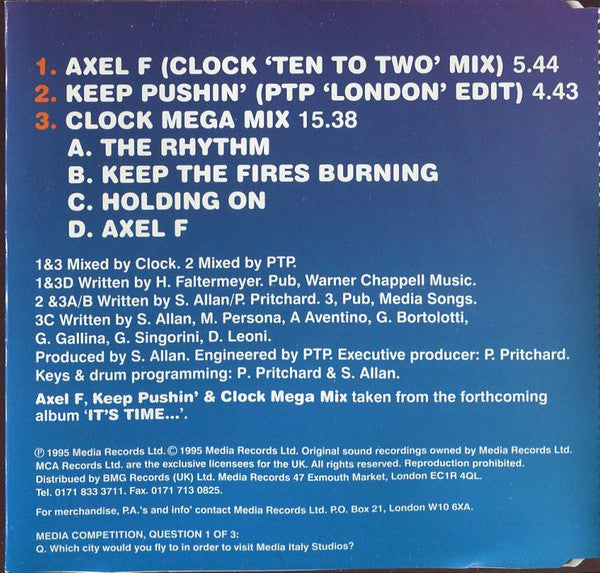 1. AXEL F (CLOCK ‘TEN TO TWO’ MIX) 5.44
2. KEEP PUSHIN’ (PTP ‘LONDON’ EDIT) 4.43
3. CLOCK MEGA MIX 15.38
A. THE RHYTHM
B. KEEP THE FIRES BURNING
C. HOLDING ON
D. AXEL F
1&3 Mixed by Clock. 2 Mixed by PTP.
1&3D Written by H. Faltermeyer. Pub, Warner Chappell Music.
2 &3A/B Written by S. Allan/P. Pritchard. 3, Pub, Media Songs.
3C Written by S. Allan, M. Persona, A Aventino, G. Bortolotti,
G. Gallina, G. Singorini, D. Leoni.
Produced by S. Allan. Engineered by PTP. Executive producer: P. Pritchard.
Keys & drum programming: P. Pritchard & S. Allan.
Axel F, Keep Pushin’ & Clock Mega Mix taken from the forthcoming
album ‘IT’S TIME...’.
℗ 1995 Media Records Ltd. © 1995 Media Records Ltd. Original sound recordings owned by Media Records Ltd.
MCA Records Ltd. are the exclusive licensees for the UK. All rights reserved. Reproduction prohibited.
Distribued by BMG Records (UK) Ltd. Media Records 47 Exmouth Market, London EC1R 4QL.
Tel. 0171 833 3711. Fax. 0171 713 0825.
For merchandise, P.A.'s and info' contact Media Records Ltd. P.O. Box 21, London W10 6XA.
MEDIA COMPETITION, QUESTION 1 OF 3:
Q. Which city would you fly to in order to visit Media Italy Studios?